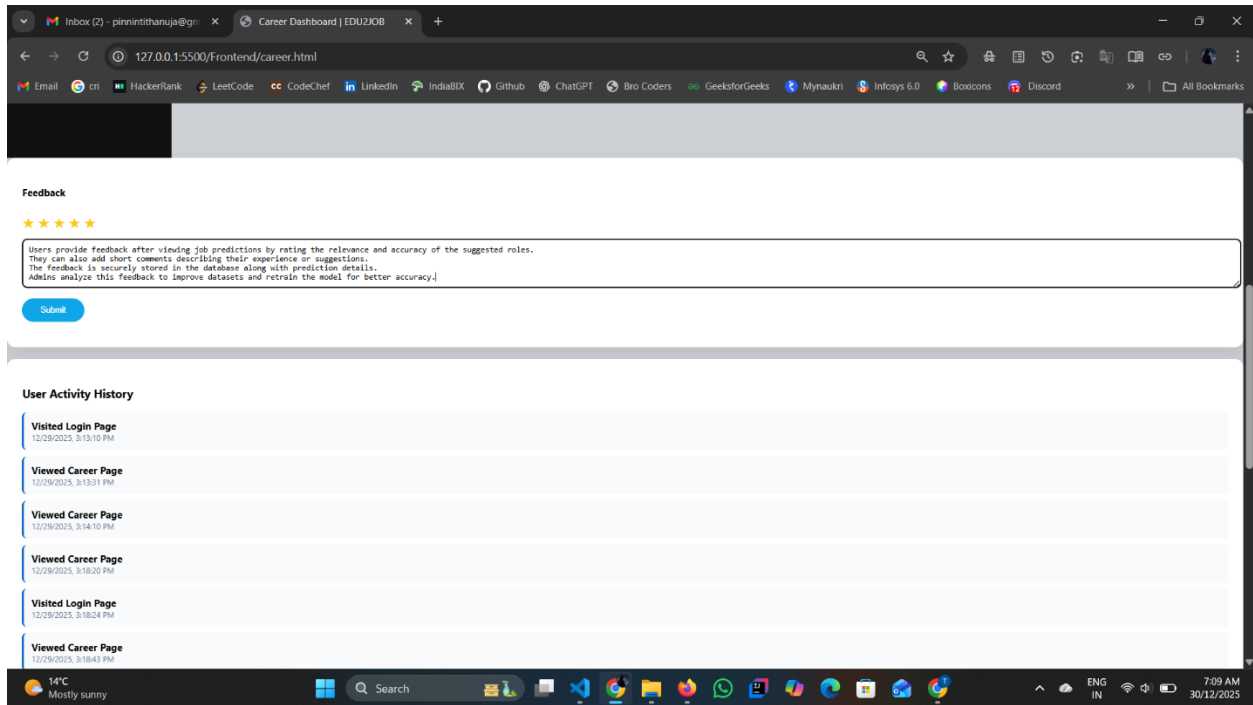 Inbox (2) - pinnintithanuja@gm
Career Dashboard | EDU2JOB
127.0.0.1:5500/Frontend/career.html
Email
cri
HackerRank
LeetCode
CodeChef
LinkedIn
IndiaBIX
Github
ChatGPT
Bro Coders
GeeksforGeeks
Mynaukri
Infosys 6.0
Boxicons
12
Discord
»
All Bookmarks
Feedback
Users provide feedback after viewing job predictions by rating the relevance and accuracy of the suggested roles.
They can also add short comments describing their experience or suggestions.
The feedback is securely stored in the database along with prediction details.
Admins analyze this feedback to improve datasets and retrain the model for better accuracy.
Submit
User Activity History
Visited Login Page
12/29/2025, 3:13:10 PM
Viewed Career Page
12/29/2025, 3:13:31 PM
Viewed Career Page
12/29/2025, 3:14:10 PM
Viewed Career Page
12/29/2025, 3:18:20 PM
Visited Login Page
12/29/2025, 3:18:24 PM
Viewed Career Page
12/29/2025, 3:18:43 PM
14°C
Mostly sunny
Search
ENG
IN
7:09 AM
30/12/2025